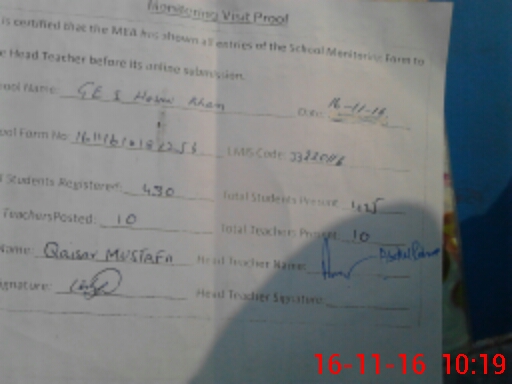 Monitoring Visit Proof
is certified that the MEA has shown all entries of the School Monitoring Form to
e Head Teacher before its online submission.
ool Name: GES Khan Date: 16-11-16
ool Form No: EMIS Code:
l Students Registered: 430 Total Students Present 425
Teachers Posted: 10 Total Teachers Present 10
Name: Qaisar MUSTAFA Head Teacher Name:
ignature: Head Teacher Signature:
16-11-16 10:19